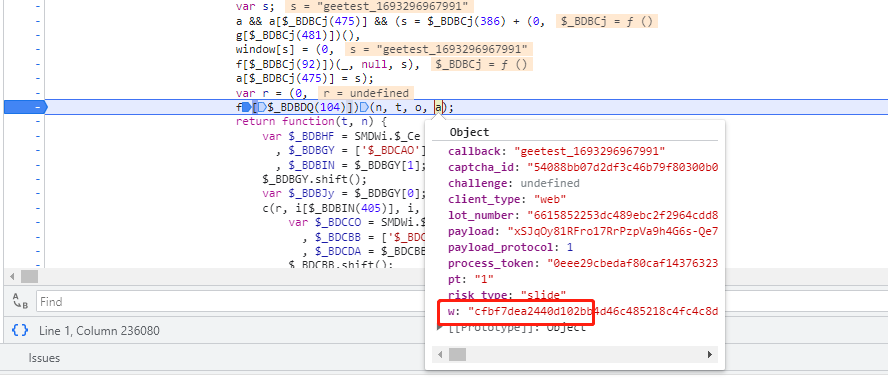 var s;  s = "geetest_1693296967991"
a && a[$_BDBCj(475)] && (s = $_BDBCj(386) + (0,  $_BDBCj = ƒ ()
g[$_BDBCj(481)])(),
window[s] = (0,  s = "geetest_1693296967991"
f[$_BDBCj(92)])(_, null, s),  $_BDBCj = ƒ ()
a[$_BDBCj(475)] = s);
var r = (0,  r = undefined
f[$_BDBDQ(104)])(n, t, o, a);
return function(t, n) {
var $_BDBHF = SMDWi.$_Ce
, $_BDBGY = ['$_BDCAO']
, $_BDBIN = $_BDBGY[1];
$_BDBGY.shift();
var $_BDBJy = $_BDBGY[0];
c(r, i[$_BDBIN(405)], i,
var $_BDCCO = SMDWi.$
, $_BDCBB = ['$_BDC
, $_BDCDA = $_BDCBB
$_BDCBB.shift();
Object
callback: "geetest_1693296967991"
captcha_id: "54088bb07d2df3c46b79f80300b0
challenge: undefined
client_type: "web"
lot_number: "6615852253dc489ebc2f2964cdd8
payload: "xSJqOy81RFro17RrPzpVa9h4G6s-Qe7
payload_protocol: 1
process_token: "0eee29cbedaf80caf14376323
pt: "1"
risk_type: "slide"
w: "cfbf7dea2440d102bb4d46c485218c4fc4c8d
[[Prototype]]: Object
Find
{} Line 1, Column 236080
Issues